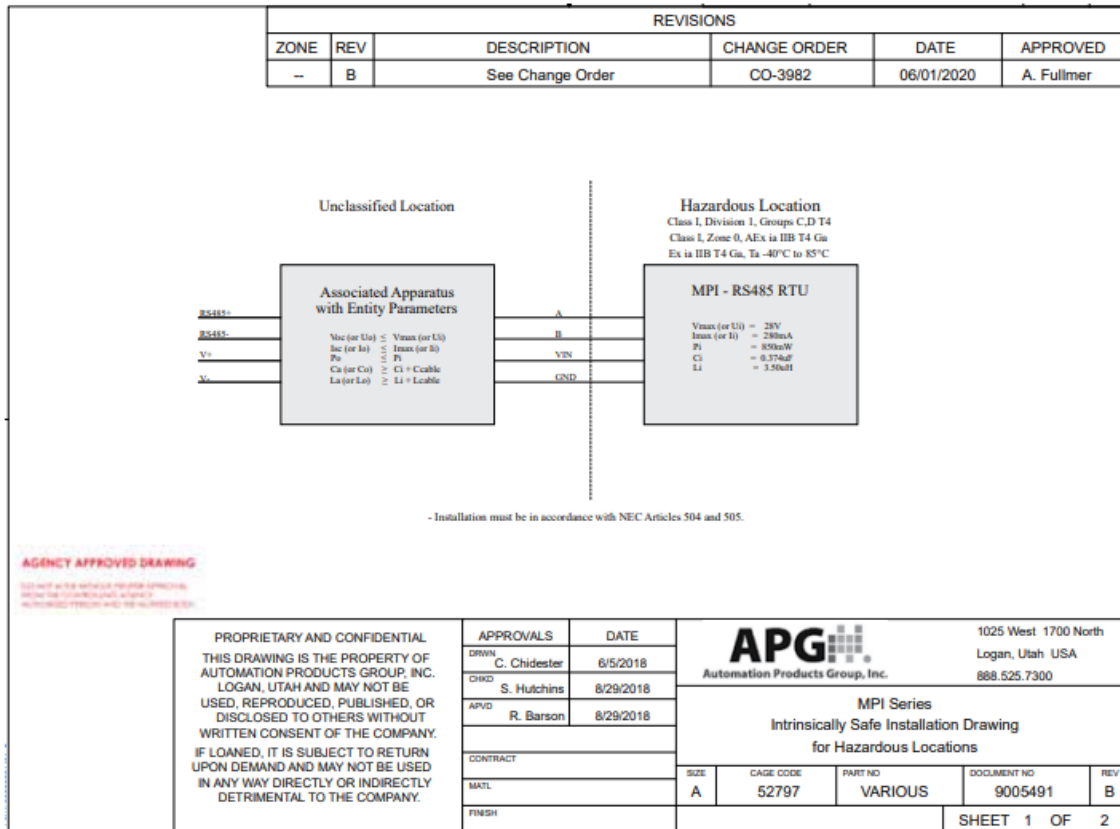 REVISIONS
ZONE REV DESCRIPTION CHANGE ORDER DATE APPROVED
-- B See Change Order CO-3982 06/01/2020 A. Fullmer
Unclassified Location
Hazardous Location
Class I, Division 1, Groups C,D T4
Class I, Zone 0, AEx ia IIB T4 Ga
Ex ia IIB T4 Ga, Ta -40°C to 85°C
Associated Apparatus
with Entity Parameters
Voc (or Uo) ≤ Vmax (or Ui)
Isc (or Io) ≤ Imax (or Ii)
Po ≤ Pi
Ca (or Co) ≥ Ci + Ccable
La (or Lo) ≥ Li + Lcable
RS485+
RS485-
V+
V-
A
B
VIN
GND
MPI - RS485 RTU
Vmax (or Ui) = 28V
Imax (or Ii) = 280mA
Pi = 850mW
Ci = 0.374uF
Li = 3.50uH
- Installation must be in accordance with NEC Articles 504 and 505.
AGENCY APPROVED DRAWING
PROPRIETARY AND CONFIDENTIAL
THIS DRAWING IS THE PROPERTY OF
AUTOMATION PRODUCTS GROUP, INC.
LOGAN, UTAH AND MAY NOT BE
USED, REPRODUCED, PUBLISHED, OR
DISCLOSED TO OTHERS WITHOUT
WRITTEN CONSENT OF THE COMPANY.
IF LOANED, IT IS SUBJECT TO RETURN
UPON DEMAND AND MAY NOT BE USED
IN ANY WAY DIRECTLY OR INDIRECTLY
DETRIMENTAL TO THE COMPANY.
APPROVALS DATE
DRWN C. Chidester 6/5/2018
CHKD S. Hutchins 8/29/2018
APVD R. Barson 8/29/2018
CONTRACT
MATL
FINISH
APG
Automation Products Group, Inc.
1025 West 1700 North
Logan, Utah USA
888.525.7300
MPI Series
Intrinsically Safe Installation Drawing
for Hazardous Locations
SIZE CAGE CODE PART NO DOCUMENT NO REV
A 52797 VARIOUS 9005491 B
SHEET 1 OF 2